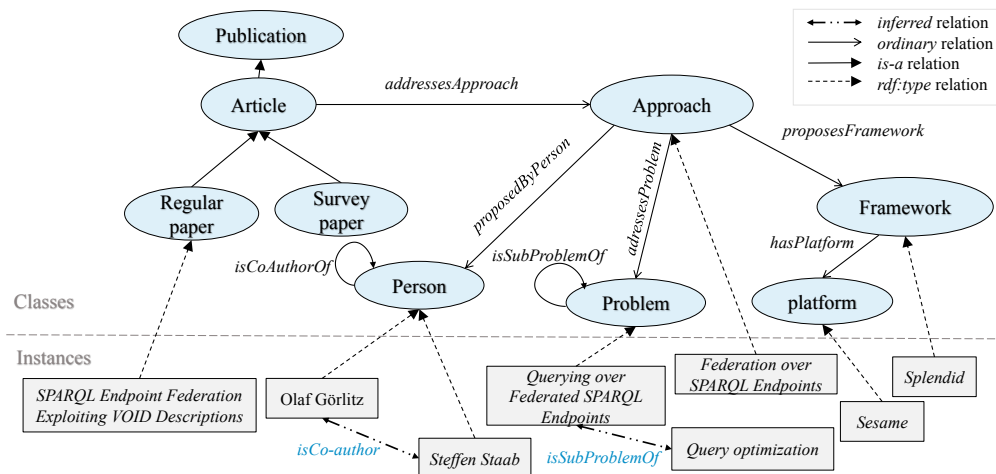 Publication
inferred relation
ordinary relation
is-a relation
rdf:type relation
Article
addressesApproach
Approach
proposesFramework
proposedByPerson
adressesProblem
Regular
paper
Survey
paper
Framework
hasPlatform
isCoAuthorOf
isSubProblemOf
Person
Problem
platform
Classes
Instances
SPARQL Endpoint Federation
Exploiting VOID Descriptions
Olaf Görlitz
Querying over
Federated SPARQL
Endpoints
Federation over
SPARQL Endpoints
Splendid
Sesame
isCo-author
Steffen Staab
isSubProblemOf
Query optimization